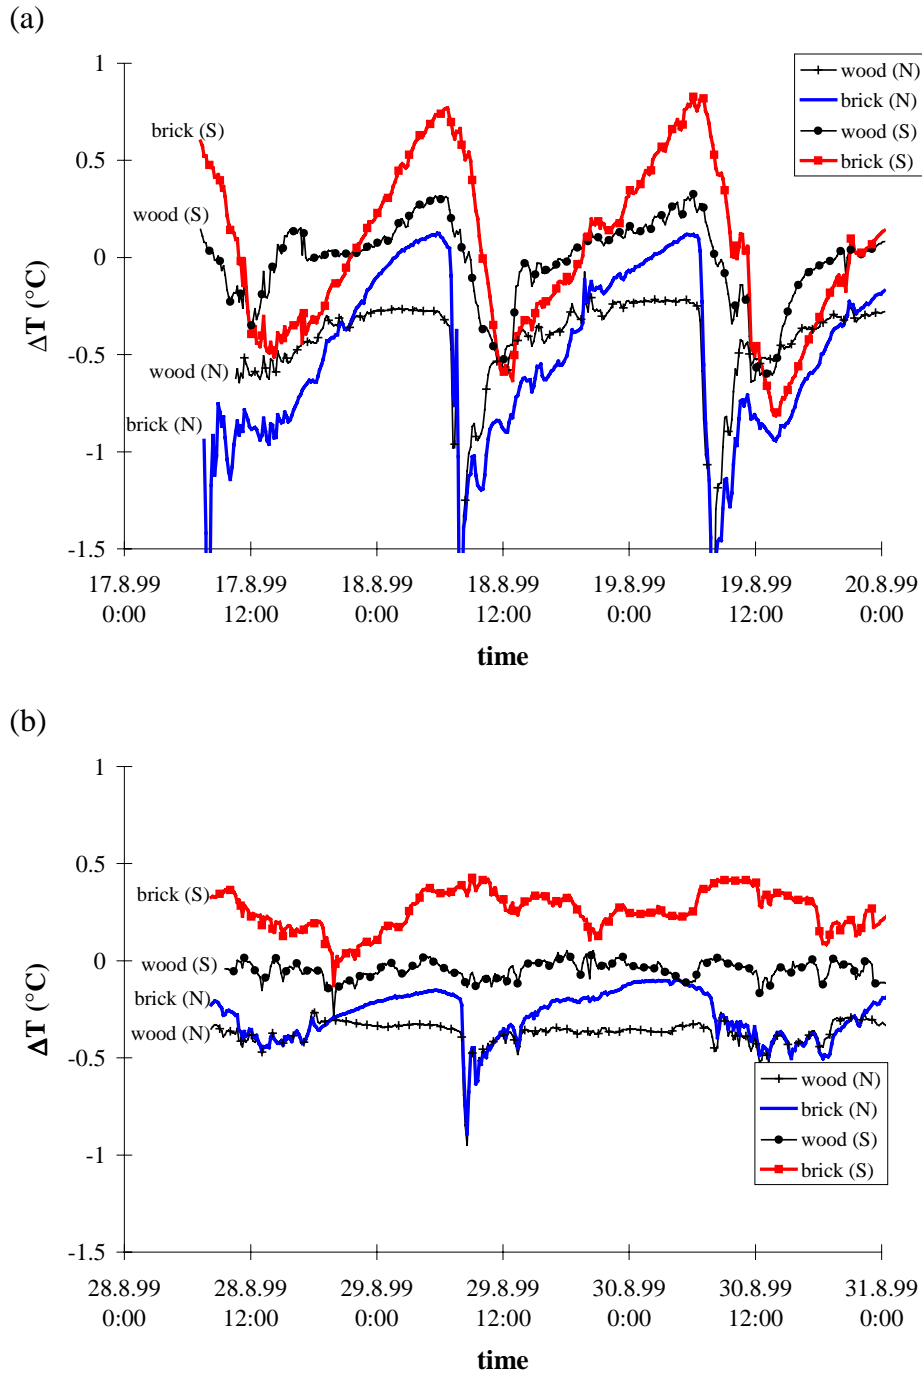 (a)
1
0.5
0
-0.5
-1
-1.5
ΔT (°C)
brick (S)
wood (S)
wood (N)
brick (N)
wood (N)
brick (N)
wood (S)
brick (S)
17.8.99 17.8.99 18.8.99 18.8.99 19.8.99 19.8.99 20.8.99
0:00 12:00 0:00 12:00 0:00 12:00 0:00
time
(b)
1
0.5
0
-0.5
-1
-1.5
ΔT (°C)
brick (S)
wood (S)
brick (N)
wood (N)
wood (N)
brick (N)
wood (S)
brick (S)
28.8.99 28.8.99 29.8.99 29.8.99 30.8.99 30.8.99 31.8.99
0:00 12:00 0:00 12:00 0:00 12:00 0:00
time